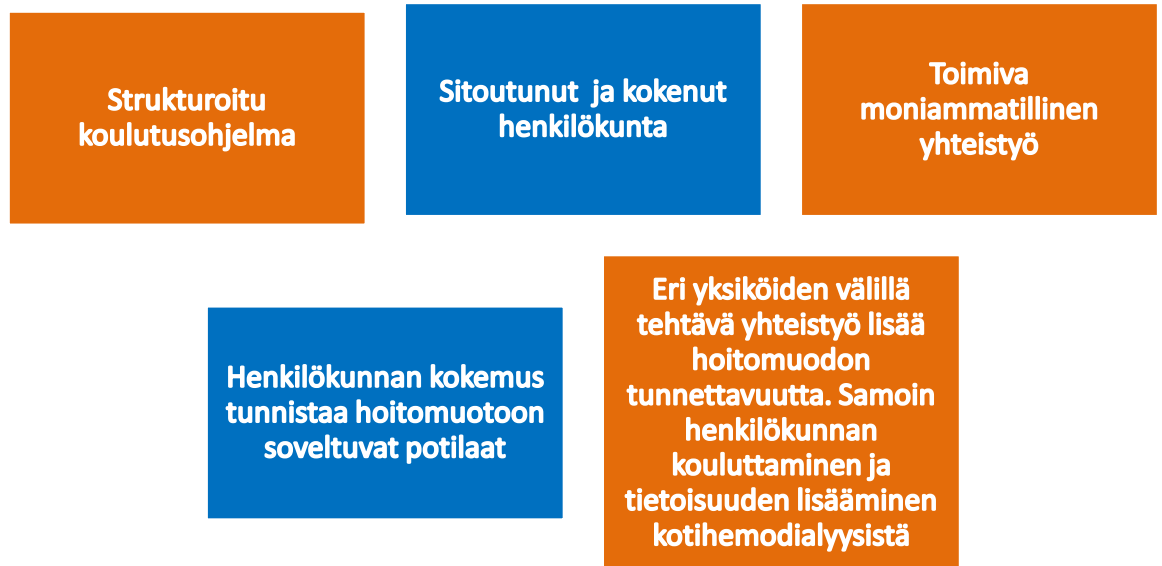 Strukturoitu
koulutusohjelma
Sitoutunut ja kokenut
henkilökunta
Toimiva
moniammatillinen
yhteistyö
Henkilökunnan kokemus
tunnistaa hoitomuotoon
soveltuvat potilaat
Eri yksiköiden välillä
tehtävä yhteistyö lisää
hoitomuodon
tunnettavuutta. Samoin
henkilökunnan
kouluttaminen ja
tietoisuuden lisääminen
kotihemodialyysistä